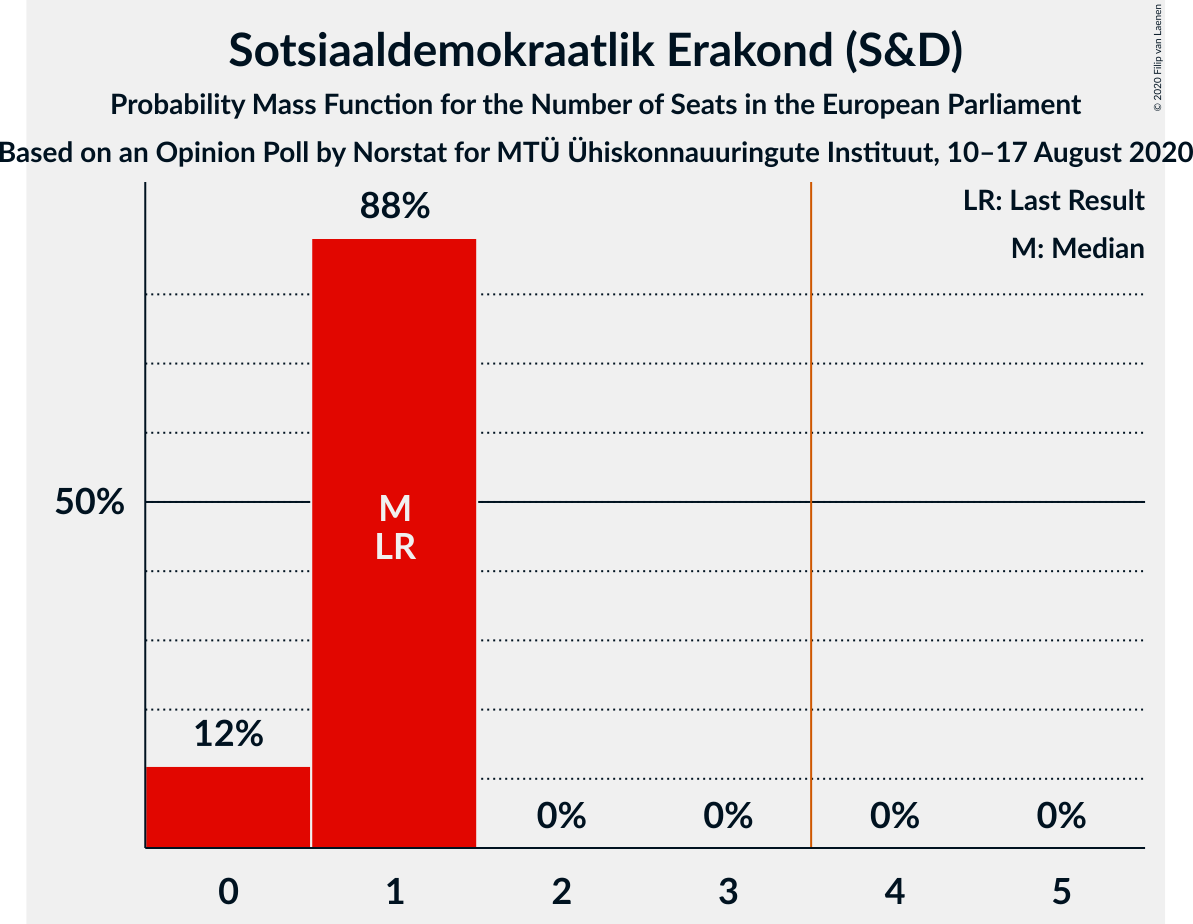 Sotsiaaldemokraatlik Erakond (S&D)
Probability Mass Function for the Number of Seats in the European Parliament
Based on an Opinion Poll by Norstat for MTÜ Ühiskonnauuringute Instituut, 10–17 August 2020
© 2020 Filip van Laenen
LR: Last Result
M: Median
88%
50%
M
LR
12%
0% 0% 0% 0%
0 1 2 3 4 5